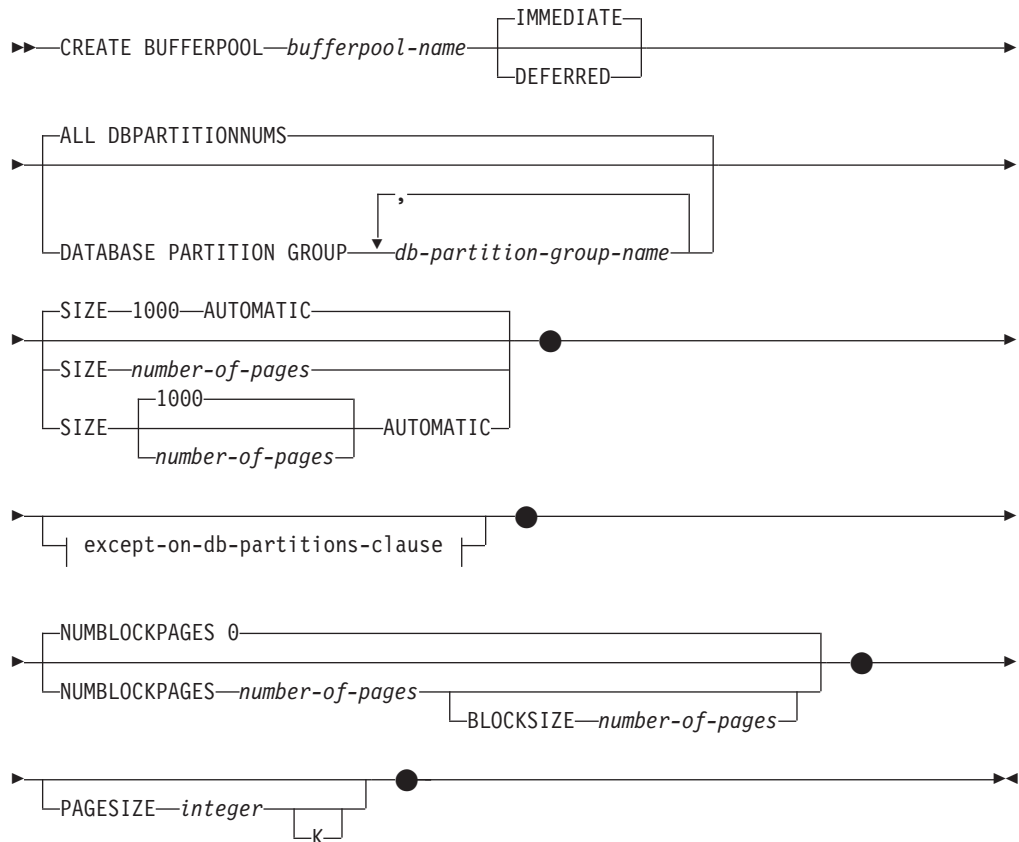 IMMEDIATE
CREATE BUFFERPOOL bufferpool-name
DEFERRED
ALL DBPARTITIONNUMS
,
DATABASE PARTITION GROUP db-partition-group-name
SIZE 1000 AUTOMATIC
SIZE number-of-pages
1000
SIZE AUTOMATIC
number-of-pages
except-on-db-partitions-clause
NUMBLOCKPAGES 0
NUMBLOCKPAGES number-of-pages
BLOCKSIZE number-of-pages
PAGESIZE integer
K